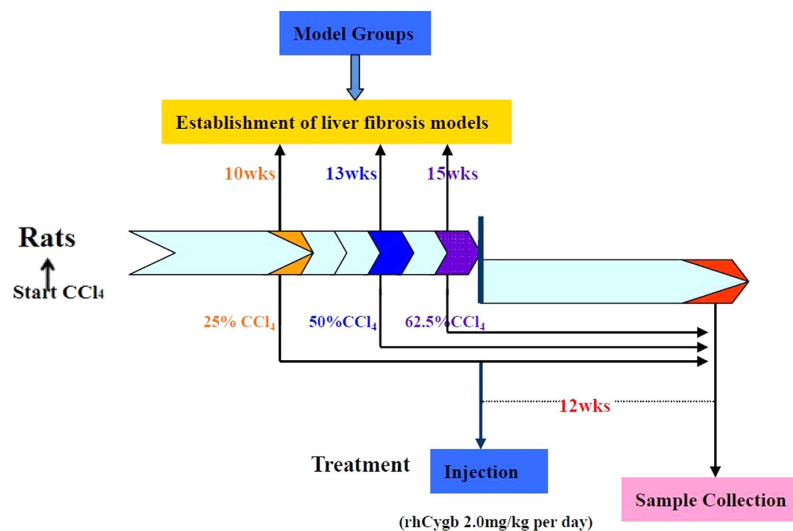 Model Groups
Establishment of liver fibrosis models
10wks 13wks 15wks
Rats
Start CCl4
25% CCl4 50%CCl4 62.5%CCl4
12wks
Treatment Injection
Sample Collection
(rhCygb 2.0mg/kg per day)